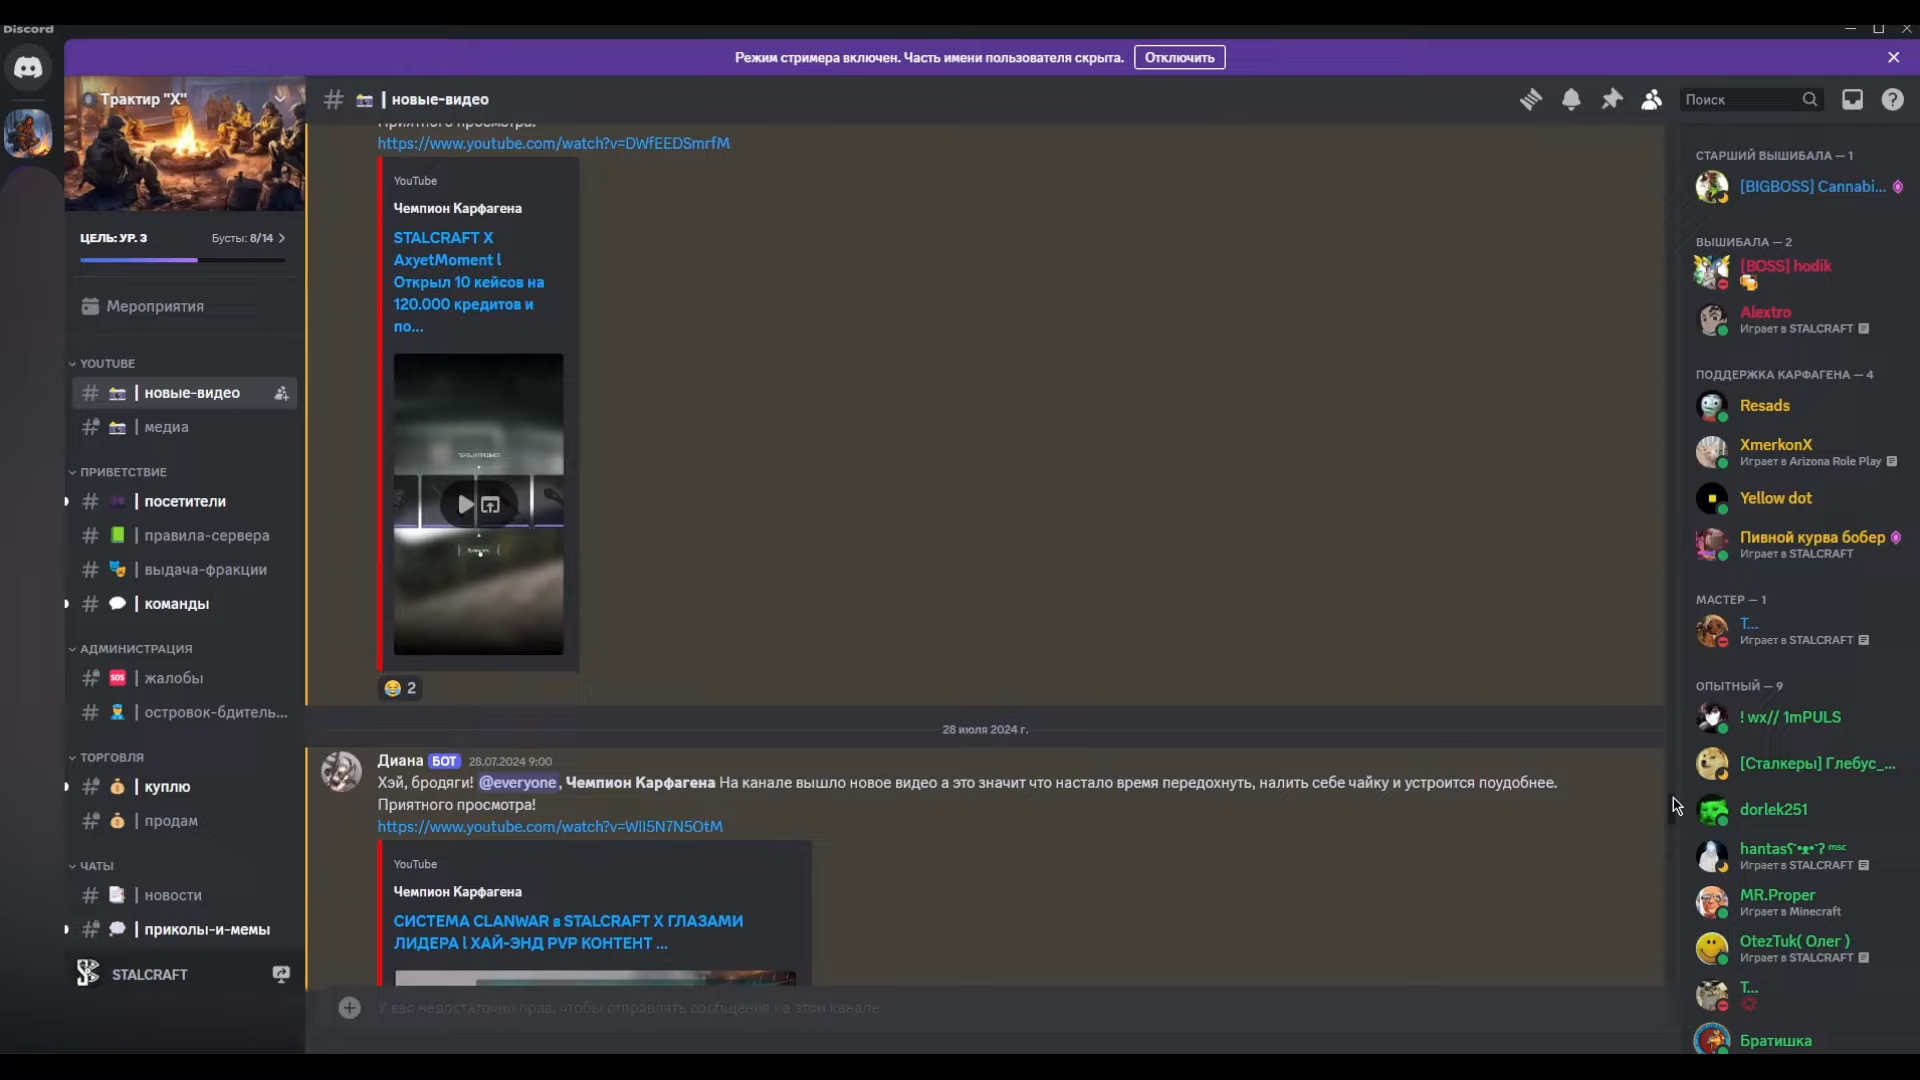 Discord
Режим стримера включен. Часть имени пользователя скрыта.
Отключить
Трактир "X"
ЦЕЛЬ: УР. 3
Бусты: 8/14
Мероприятия
YOUTUBE
# | новые-видео
# | медиа
ПРИВЕТСТВИЕ
# | посетители
# | правила-сервера
# | выдача-фракции
# | команды
АДМИНИСТРАЦИЯ
# SOS | жалобы
# | островок-бдитель...
ТОРГОВЛЯ
# | куплю
# | продам
ЧАТЫ
# | новости
# | приколы-и-мемы
STALCRAFT
# | новые-видео
Поиск
Приятного просмотра!
https://www.youtube.com/watch?v=DWfEEDSmrfM
YouTube
Чемпион Карфагена
STALCRAFT X
AxyetMoment l
Открыл 10 кейсов на
120.000 кредитов и
по...
2
28 июля 2024 г.
Диана БОТ 28.07.2024 9:00
Хэй, бродяги! @everyone, Чемпион Карфагена На канале вышло новое видео а это значит что настало время передохнуть, налить себе чайку и устроится поудобнее.
Приятного просмотра!
https://www.youtube.com/watch?v=WlI5N7N5OtM
YouTube
Чемпион Карфагена
СИСТЕМА CLANWAR в STALCRAFT X ГЛАЗАМИ
ЛИДЕРА l ХАЙ-ЭНД PVP КОНТЕНТ ...
У вас недостаточно прав, чтобы отправлять сообщения на этом канале
СТАРШИЙ ВЫШИБАЛА — 1
[BIGBOSS] Cannabi...
ВЫШИБАЛА — 2
[BOSS] hodik
Alextro
Играет в STALCRAFT
ПОДДЕРЖКА КАРФАГЕНА — 4
Resads
XmerkonX
Играет в Arizona Role Play
Yellow dot
Пивной курва бобер
Играет в STALCRAFT
МАСТЕР — 1
T...
Играет в STALCRAFT
ОПЫТНЫЙ — 9
! wx// 1mPULS
[Сталкеры] Глебус_...
dorlek251
hantasʕ•ᴥ•ʔ msc
Играет в STALCRAFT
MR.Proper
Играет в Minecraft
OtezTuk( Олег )
Играет в STALCRAFT
T...
Братишка